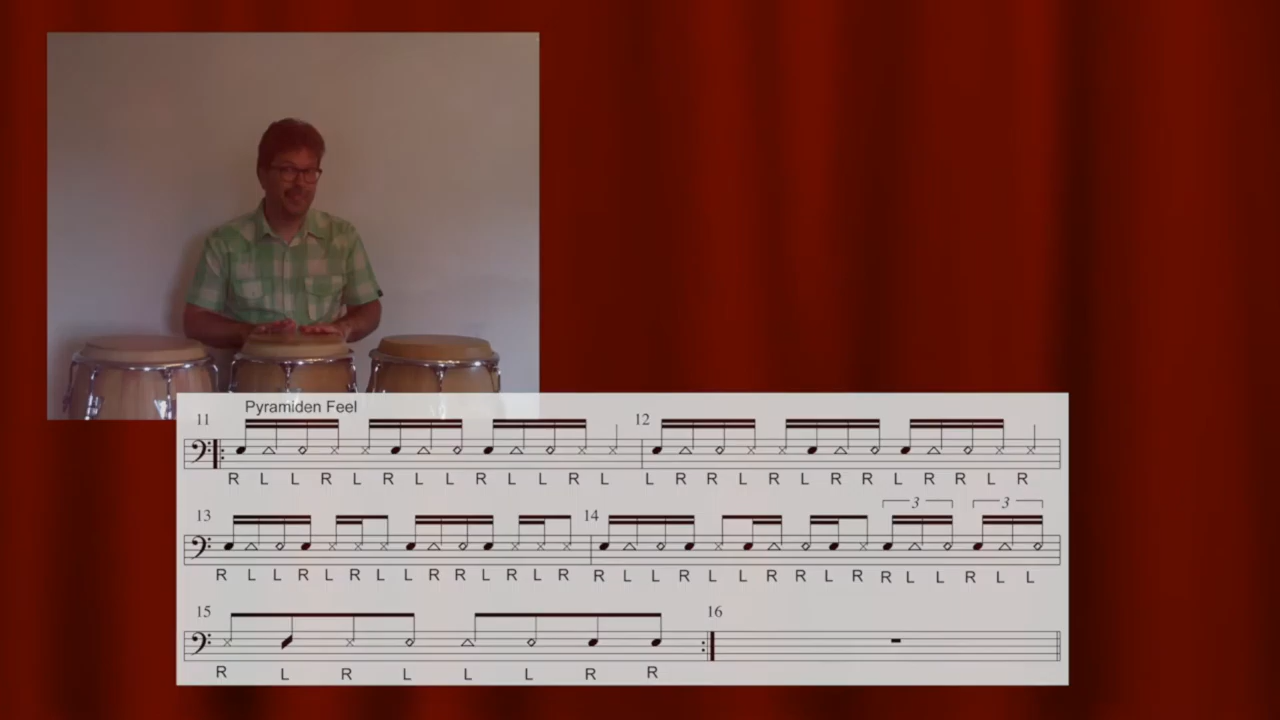 Pyramiden Feel
11 12
R L L R L R L L R L L R L L R R L R L R R L R R L R
13 3 3 14
R L L R L R L L R R L R L R R L L R L L R R L R R L L R L L
15 16
R L R L L L R R